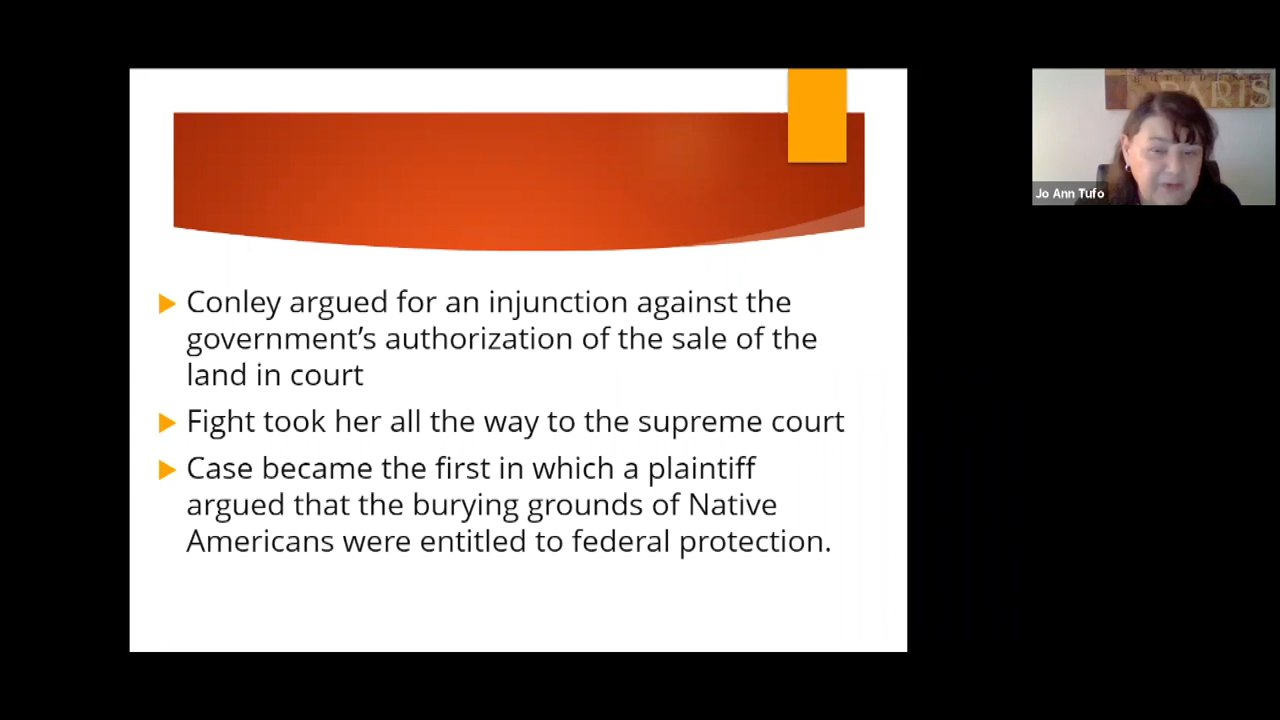 Conley argued for an injunction against the
government's authorization of the sale of the
land in court
Fight took her all the way to the supreme court
Case became the first in which a plaintiff
argued that the burying grounds of Native
Americans were entitled to federal protection.
PARIS
Jo Ann Tufo